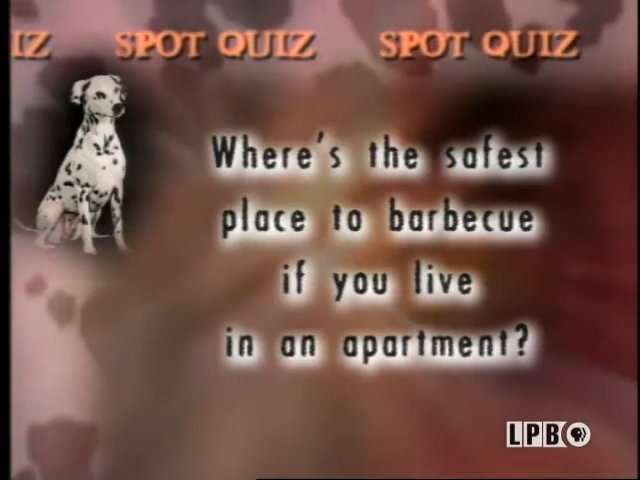 IZ SPOT QUIZ SPOT QUIZ
Where's the safest
place to barbecue
if you live
in an apartment?
LPB